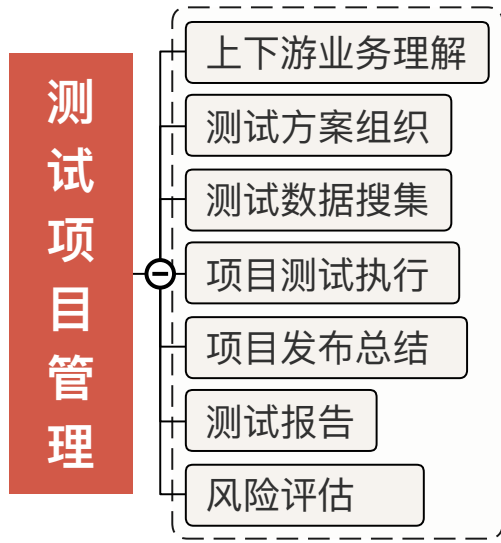 测试项目管理
上下游业务理解
测试方案组织
测试数据搜集
项目测试执行
项目发布总结
测试报告
风险评估